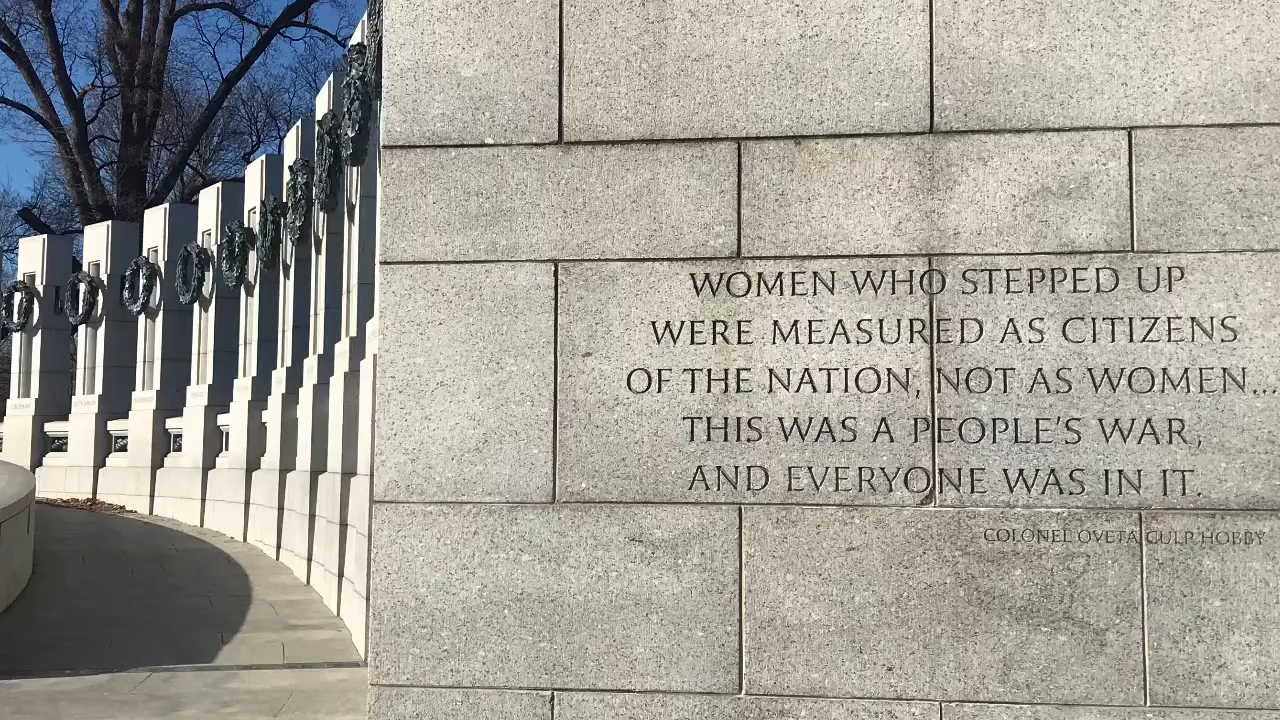 WOMEN WHO STEPPED UP
WERE MEASURED AS CITIZENS
OF THE NATION, NOT AS WOMEN...
THIS WAS A PEOPLE'S WAR,
AND EVERYONE WAS IN IT.
COLONEL OVETA CULP HOBBY